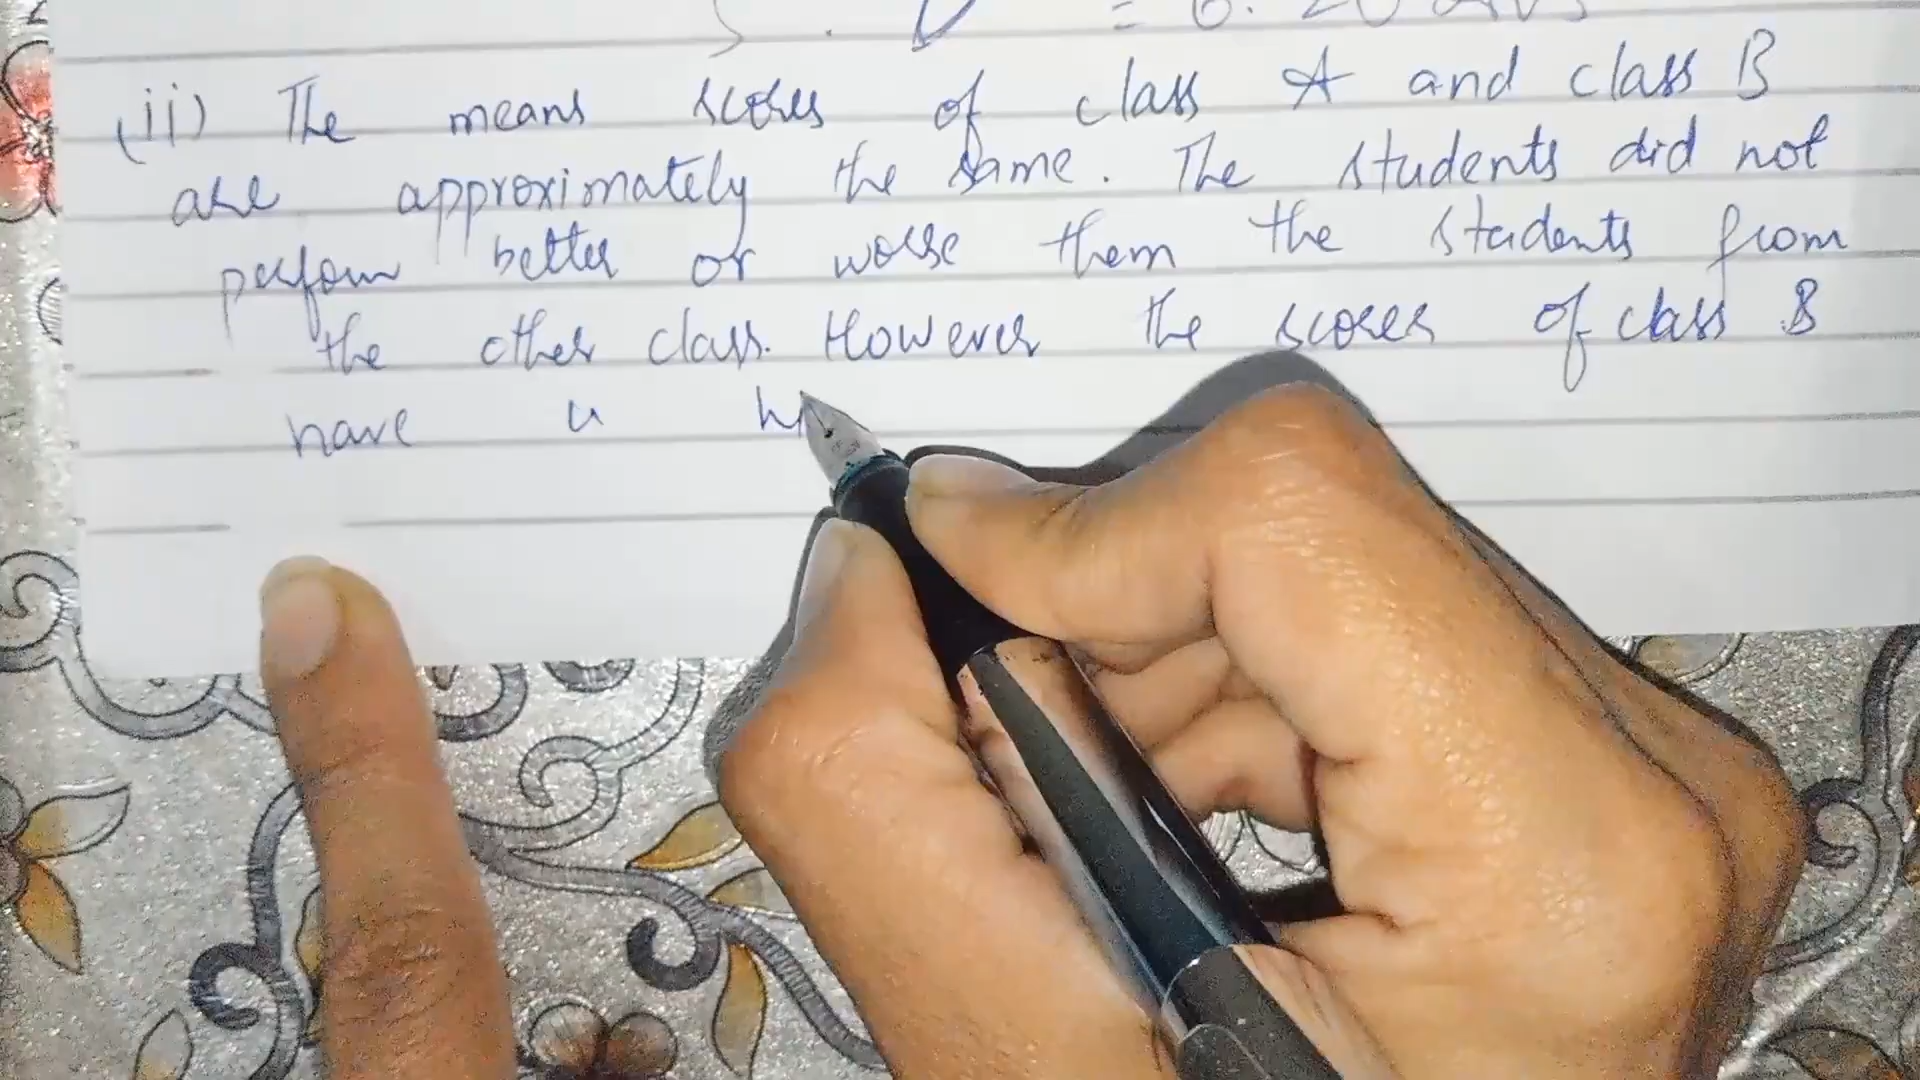 (ii) The means scores of class A and class B
are approximately the same. The students did not
perform better or worse them the students from
the other class. However the scores of class B
have a